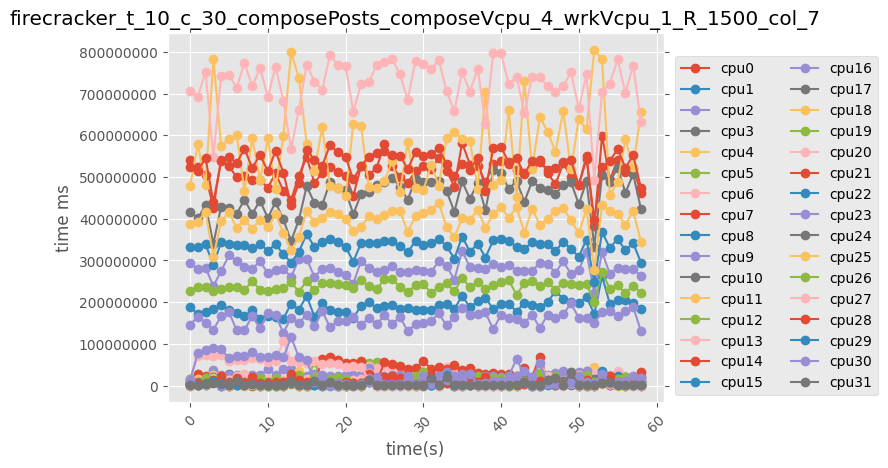 firecracker_t_10_c_30_composePosts_composeVcpu_4_wrkVcpu_1_R_1500_col_7
time ms
800000000
700000000
600000000
500000000
400000000
300000000
200000000
100000000
0
0 10 20 30 40 50 60
time(s)
cpu0 cpu16
cpu1 cpu17
cpu2 cpu18
cpu3 cpu19
cpu4 cpu20
cpu5 cpu21
cpu6 cpu22
cpu7 cpu23
cpu8 cpu24
cpu9 cpu25
cpu10 cpu26
cpu11 cpu27
cpu12 cpu28
cpu13 cpu29
cpu14 cpu30
cpu15 cpu31